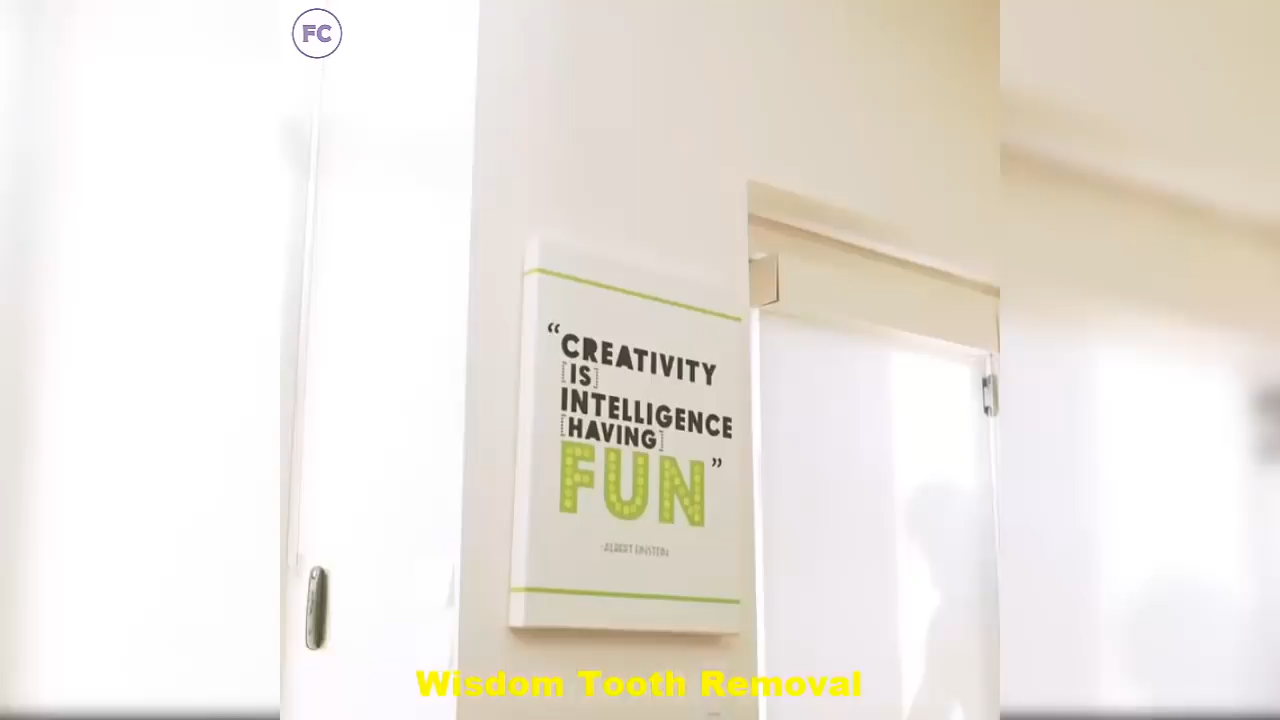 FC
“CREATIVITY
[IS]
INTELLIGENCE
[HAVING]
FUN”
-ALBERT EINSTEIN
Wisdom Tooth Removal